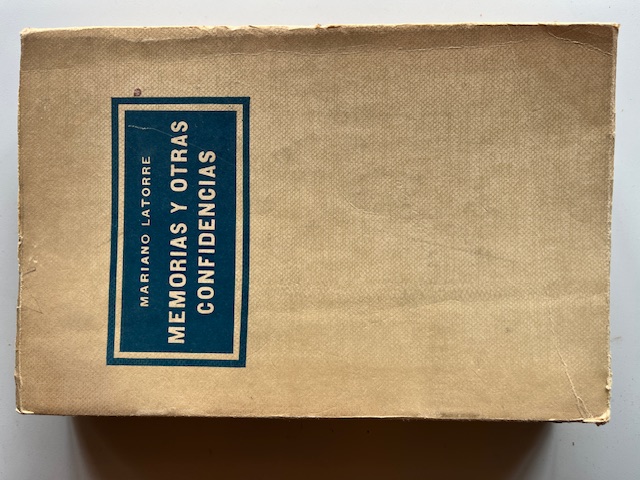 MARIANO LATORRE
MEMORIAS Y OTRAS
CONFIDENCIAS